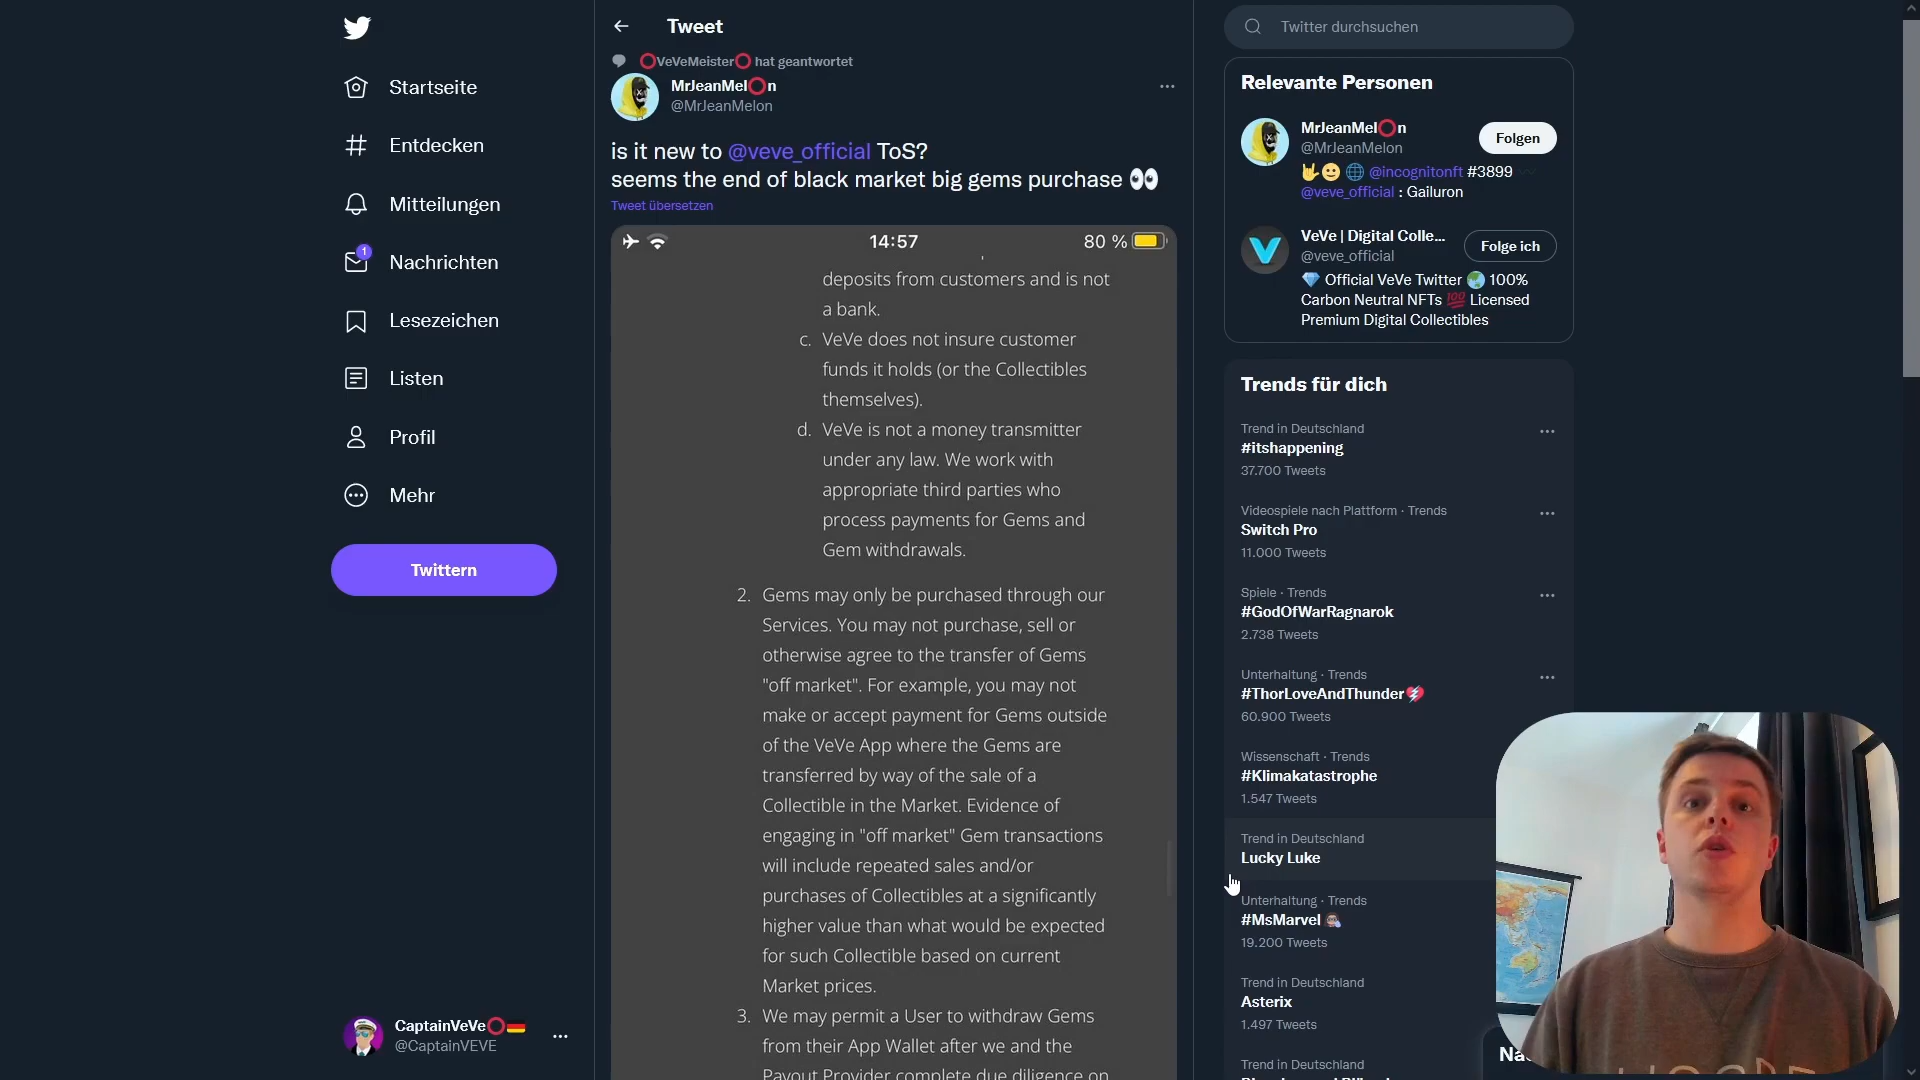 Startseite
Entdecken
Mitteilungen
1
Nachrichten
Lesezeichen
Listen
Profil
Mehr
Twittern
CaptainVeVe⭕🇩🇪
@CaptainVEVE
Tweet
⭕VeVeMeister⭕ hat geantwortet
MrJeanMel⭕n
@MrJeanMelon
is it new to @veve_official ToS?
seems the end of black market big gems purchase 👀
Tweet übersetzen
14:57
80 %
deposits from customers and is not
a bank.
c. VeVe does not insure customer
funds it holds (or the Collectibles
themselves).
d. VeVe is not a money transmitter
under any law. We work with
appropriate third parties who
process payments for Gems and
Gem withdrawals.
2. Gems may only be purchased through our
Services. You may not purchase, sell or
otherwise agree to the transfer of Gems
"off market". For example, you may not
make or accept payment for Gems outside
of the VeVe App where the Gems are
transferred by way of the sale of a
Collectible in the Market. Evidence of
engaging in "off market" Gem transactions
will include repeated sales and/or
purchases of Collectibles at a significantly
higher value than what would be expected
for such Collectible based on current
Market prices.
3. We may permit a User to withdraw Gems
from their App Wallet after we and the
Payout Provider complete due diligence on
Twitter durchsuchen
Relevante Personen
MrJeanMel⭕n
@MrJeanMelon
Folgen
🤟🙂🌐 @incognitonft #3899
@veve_official : Gailuron
VeVe | Digital Colle...
@veve_official
Folge ich
💎 Official VeVe Twitter 🌏 100%
Carbon Neutral NFTs 💯 Licensed
Premium Digital Collectibles
Trends für dich
Trend in Deutschland
#itshappening
37.700 Tweets
Videospiele nach Plattform · Trends
Switch Pro
11.000 Tweets
Spiele · Trends
#GodOfWarRagnarok
2.738 Tweets
Unterhaltung · Trends
#ThorLoveAndThunder
60.900 Tweets
Wissenschaft · Trends
#Klimakatastrophe
1.547 Tweets
Trend in Deutschland
Lucky Luke
Unterhaltung · Trends
#MsMarvel
19.200 Tweets
Trend in Deutschland
Asterix
1.497 Tweets
Trend in Deutschland